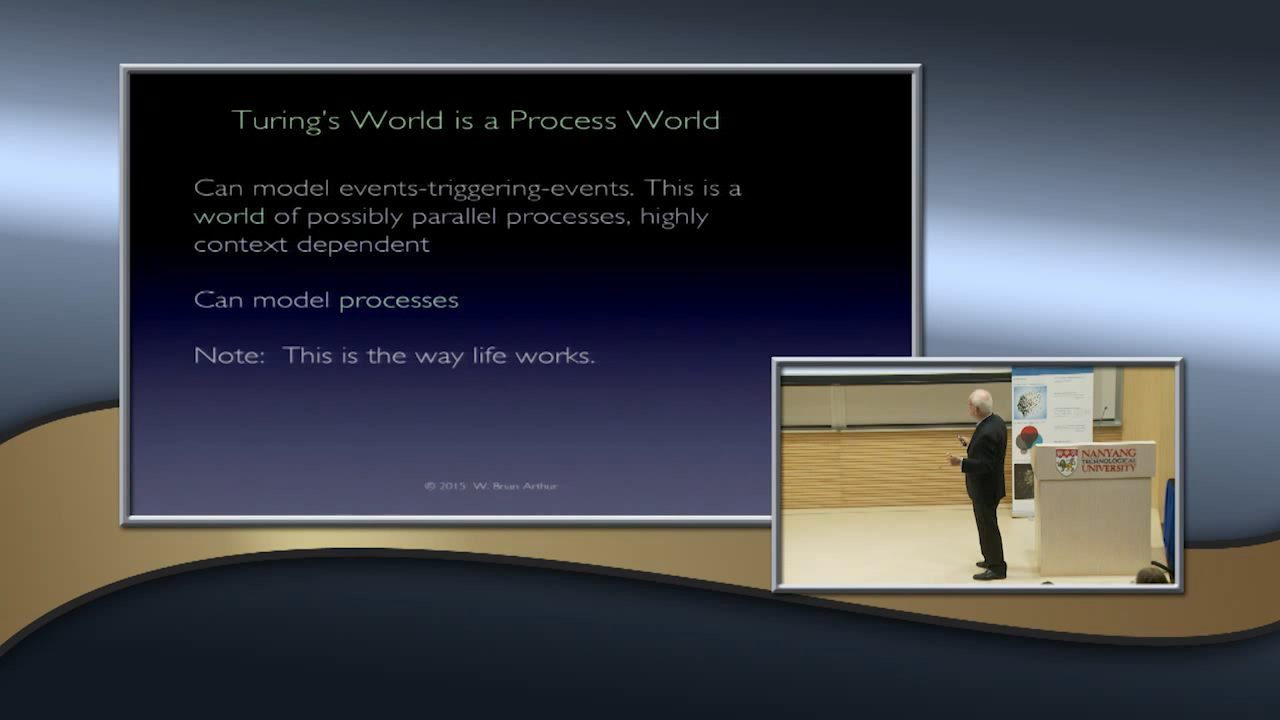 Turing's World is a Process World
Can model events-triggering-events. This is a
world of possibly parallel processes, highly
context dependent
Can model processes
Note: This is the way life works.
© 2015 W. Brian Arthur
NANYANG
TECHNOLOGICAL
UNIVERSITY